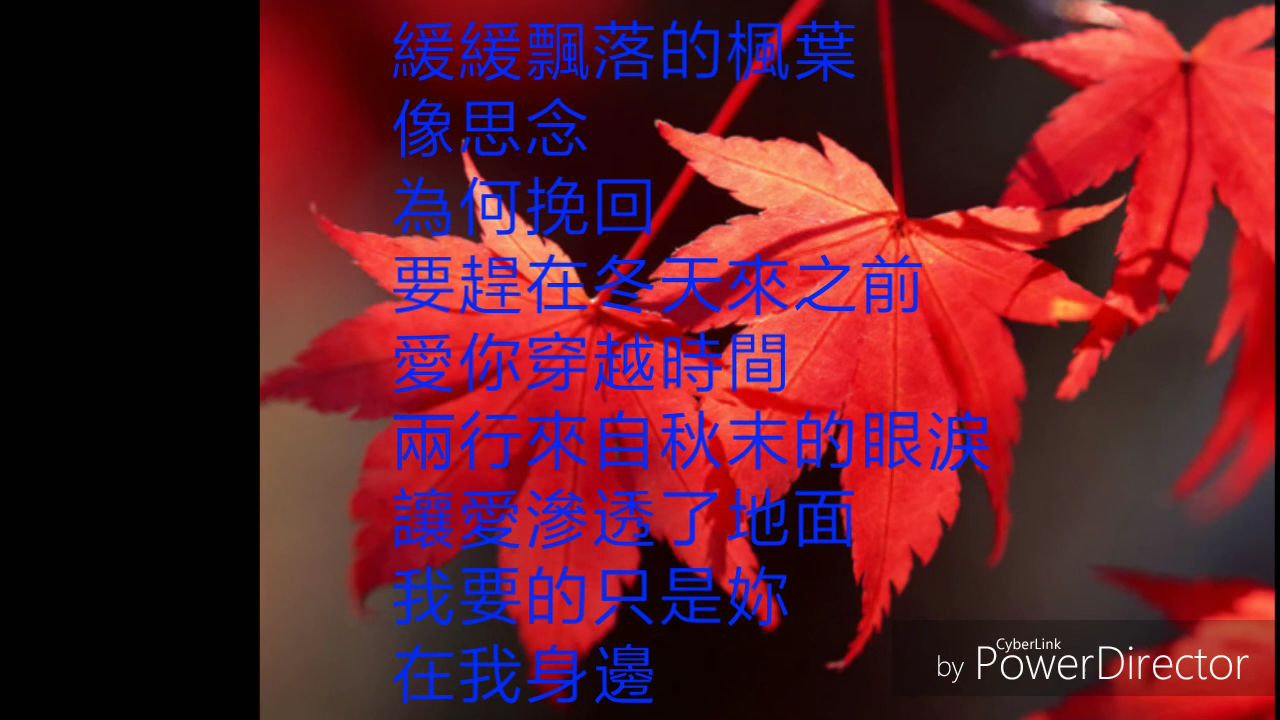 緩緩飄落的楓葉
像思念
為何挽回
要趕在冬天來之前
愛你穿越時間
兩行來自秋末的眼淚
讓愛滲透了地面
我要的只是妳
在我身邊
CyberLink
by PowerDirector